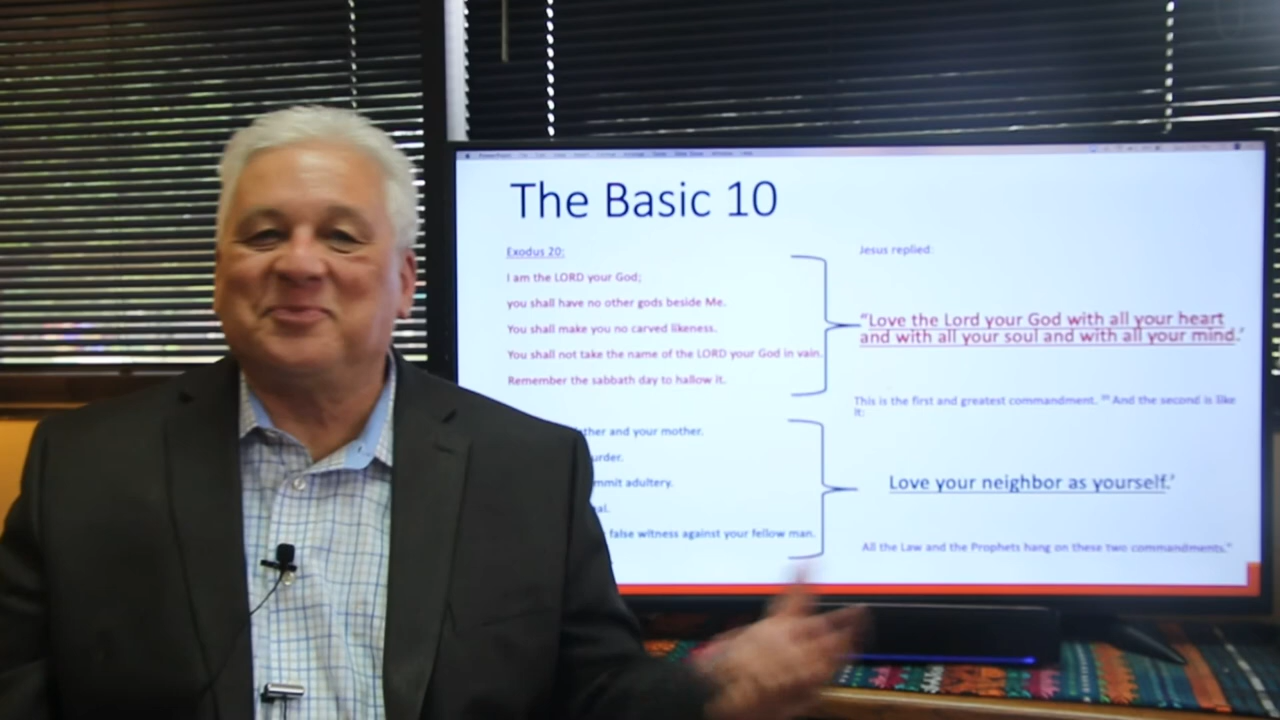 The Basic 10
Exodus 20:
I am the LORD your God;
you shall have no other gods beside Me.
You shall make you no carved likeness.
You shall not take the name of the LORD your God in vain.
Remember the sabbath day to hallow it.
and your mother.
adultery.
false witness against your fellow man.
Jesus replied:
“Love the Lord your God with all your heart
and with all your soul and with all your mind.’
This is the first and greatest commandment. And the second is like
it:
Love your neighbor as yourself.’
All the Law and the Prophets hang on these two commandments.”